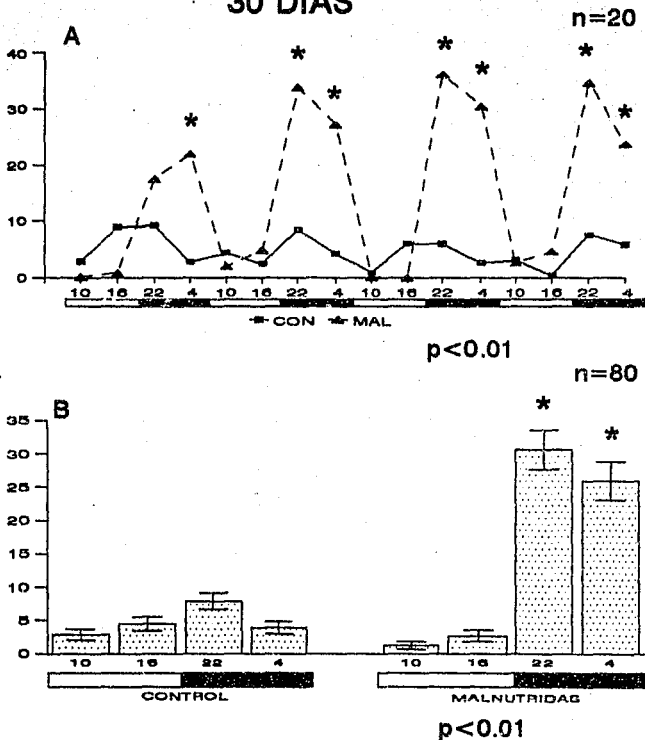 30 DIAS
n=20
A
* * * * * * *
40
30
20
10
0
10 16 22 4 10 16 22 4 10 16 22 4 10 16 22 4
CON MAL
p<0.01
n=80
B
* *
35
30
25
20
15
10
5
0
10 16 22 4 10 16 22 4
CONTROL MALNUTRIDAS
p<0.01